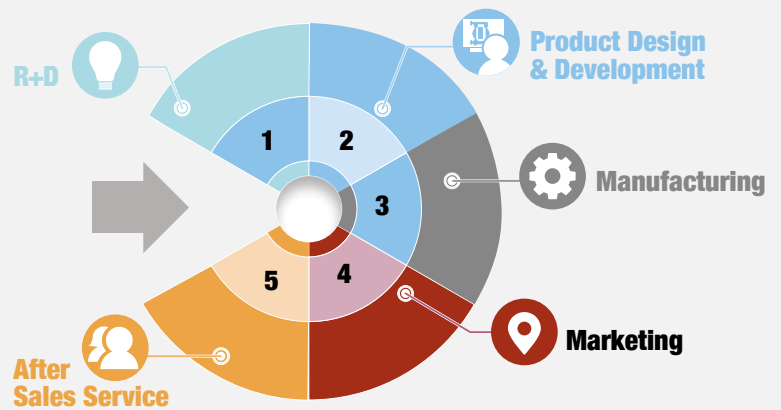 R+D
1
Product Design
& Development
2
Manufacturing
3
Marketing
4
After
Sales Service
5